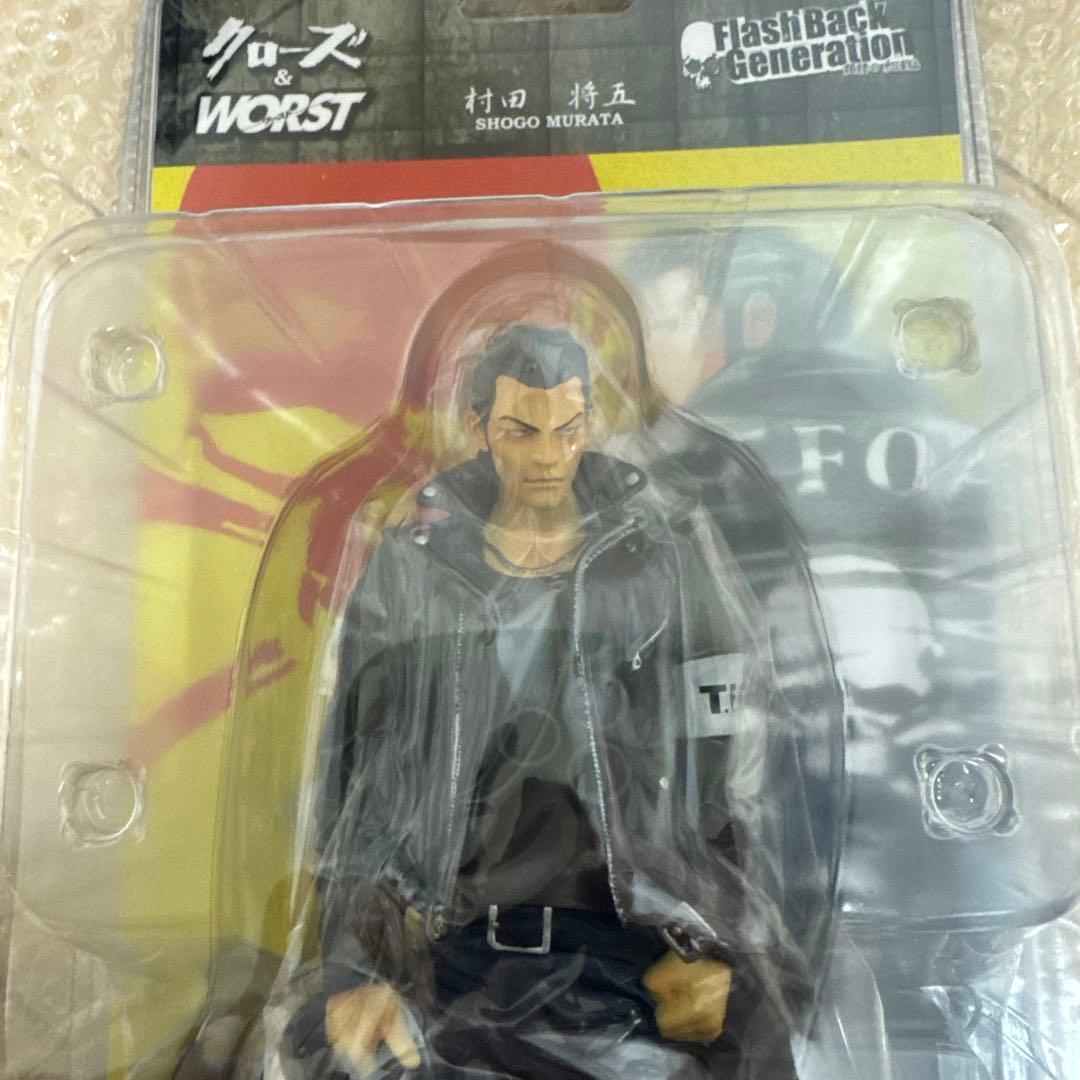 クローズ
&
WORST
村田 将五
SHOGO MURATA
FlashBack
Generation
FO
T.F